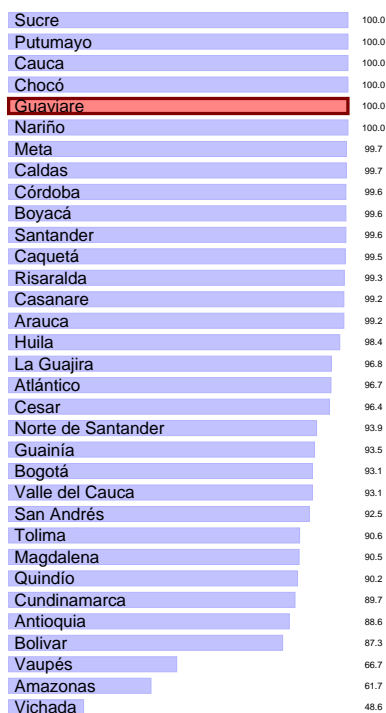 Sucre 100.0
Putumayo 100.0
Cauca 100.0
Chocó 100.0
Guaviare 100.0
Nariño 100.0
Meta 99.7
Caldas 99.7
Córdoba 99.6
Boyacá 99.6
Santander 99.6
Caquetá 99.5
Risaralda 99.3
Casanare 99.2
Arauca 99.2
Huila 98.4
La Guajira 96.8
Atlántico 96.7
Cesar 96.4
Norte de Santander 93.9
Guainía 93.5
Bogotá 93.1
Valle del Cauca 93.1
San Andrés 92.5
Tolima 90.6
Magdalena 90.5
Quindío 90.2
Cundinamarca 89.7
Antioquia 88.6
Bolivar 87.3
Vaupés 66.7
Amazonas 61.7
Vichada 48.6